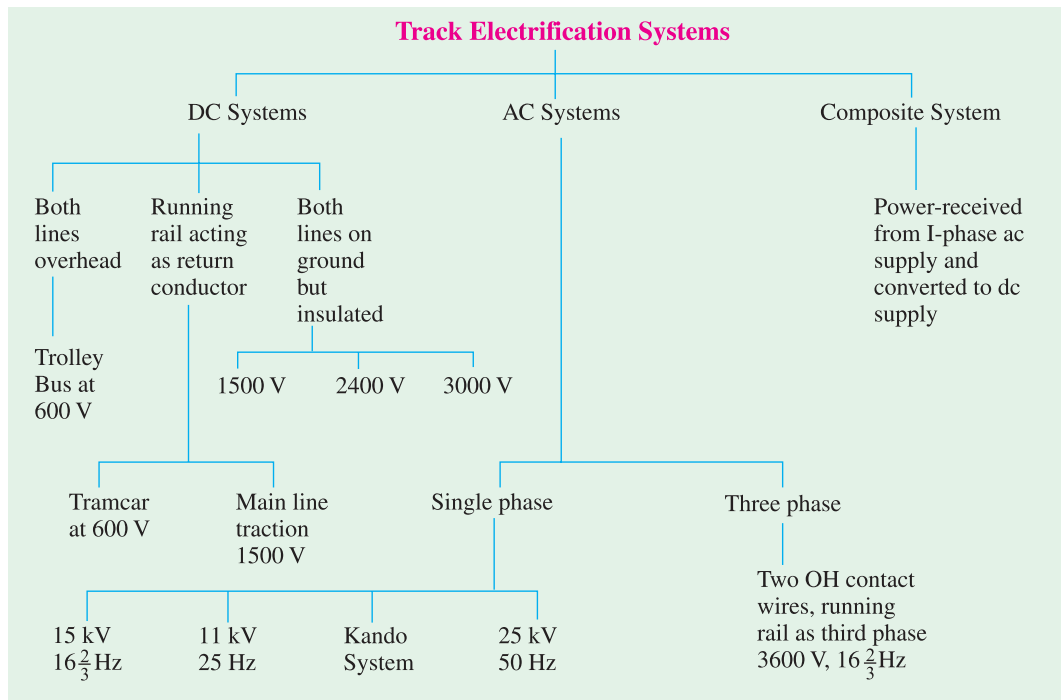 Track Electrification Systems
DC Systems
AC Systems
Composite System
Both
lines
overhead
Running
rail acting
as return
conductor
Both
lines on
ground
but
insulated
Power-received
from I-phase ac
supply and
converted to dc
supply
Trolley
Bus at
600 V
1500 V
2400 V
3000 V
Tramcar
at 600 V
Main line
traction
1500 V
Single phase
Three phase
15 kV
16 2/3 Hz
11 kV
25 Hz
Kando
System
25 kV
50 Hz
Two OH contact
wires, running
rail as third phase
3600 V, 16 2/3 Hz